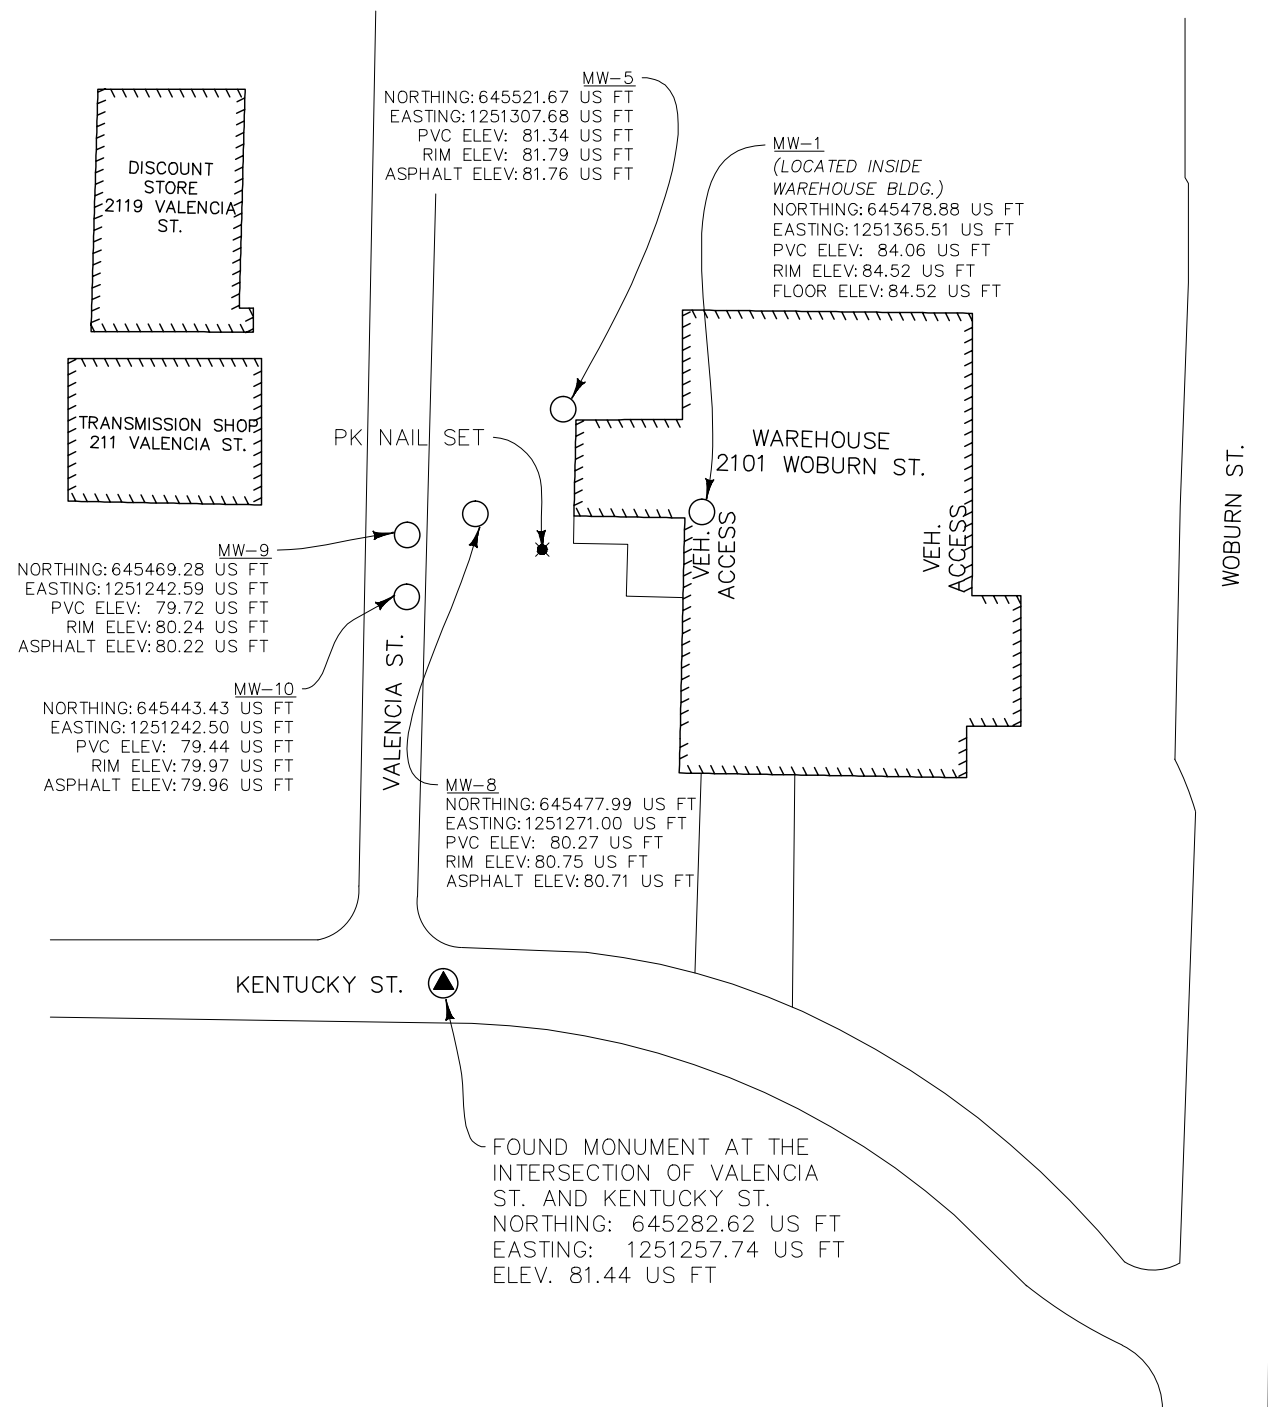 MW-5
NORTHING: 645521.67 US FT
EASTING: 1251307.68 US FT
PVC ELEV: 81.34 US FT
RIM ELEV: 81.79 US FT
ASPHALT ELEV: 81.76 US FT
MW-1
(LOCATED INSIDE
WAREHOUSE BLDG.)
NORTHING: 645478.88 US FT
EASTING: 1251365.51 US FT
PVC ELEV: 84.06 US FT
RIM ELEV: 84.52 US FT
FLOOR ELEV: 84.52 US FT
DISCOUNT
STORE
2119 VALENCIA
ST.
TRANSMISSION SHOP
211 VALENCIA ST.
PK NAIL SET
WAREHOUSE
2101 WOBURN ST.
VEH.
ACCESS
VEH.
ACCESS
WOBURN ST.
MW-9
NORTHING: 645469.28 US FT
EASTING: 1251242.59 US FT
PVC ELEV: 79.72 US FT
RIM ELEV: 80.24 US FT
ASPHALT ELEV: 80.22 US FT
MW-10
NORTHING: 645443.43 US FT
EASTING: 1251242.50 US FT
PVC ELEV: 79.44 US FT
RIM ELEV: 79.97 US FT
ASPHALT ELEV: 79.96 US FT
VALENCIA ST.
MW-8
NORTHING: 645477.99 US FT
EASTING: 1251271.00 US FT
PVC ELEV: 80.27 US FT
RIM ELEV: 80.75 US FT
ASPHALT ELEV: 80.71 US FT
KENTUCKY ST.
FOUND MONUMENT AT THE
INTERSECTION OF VALENCIA
ST. AND KENTUCKY ST.
NORTHING: 645282.62 US FT
EASTING: 1251257.74 US FT
ELEV. 81.44 US FT